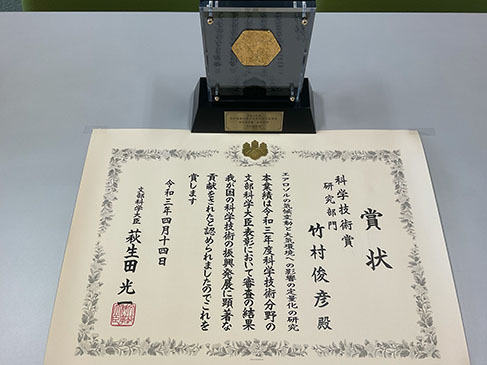 賞状
科学技術賞
研究部門
竹村俊彦 殿
エアロゾルの気候変動と大気環境への影響の定量化の研究
本業績は令和三年度科学技術分野の
文部科学大臣表彰において審査の結果
我が国の科学技術の振興発展に顕著な
貢献をされたと認められましたのでこれを
賞します
令和三年四月十四日
文部科学大臣 萩生田光一